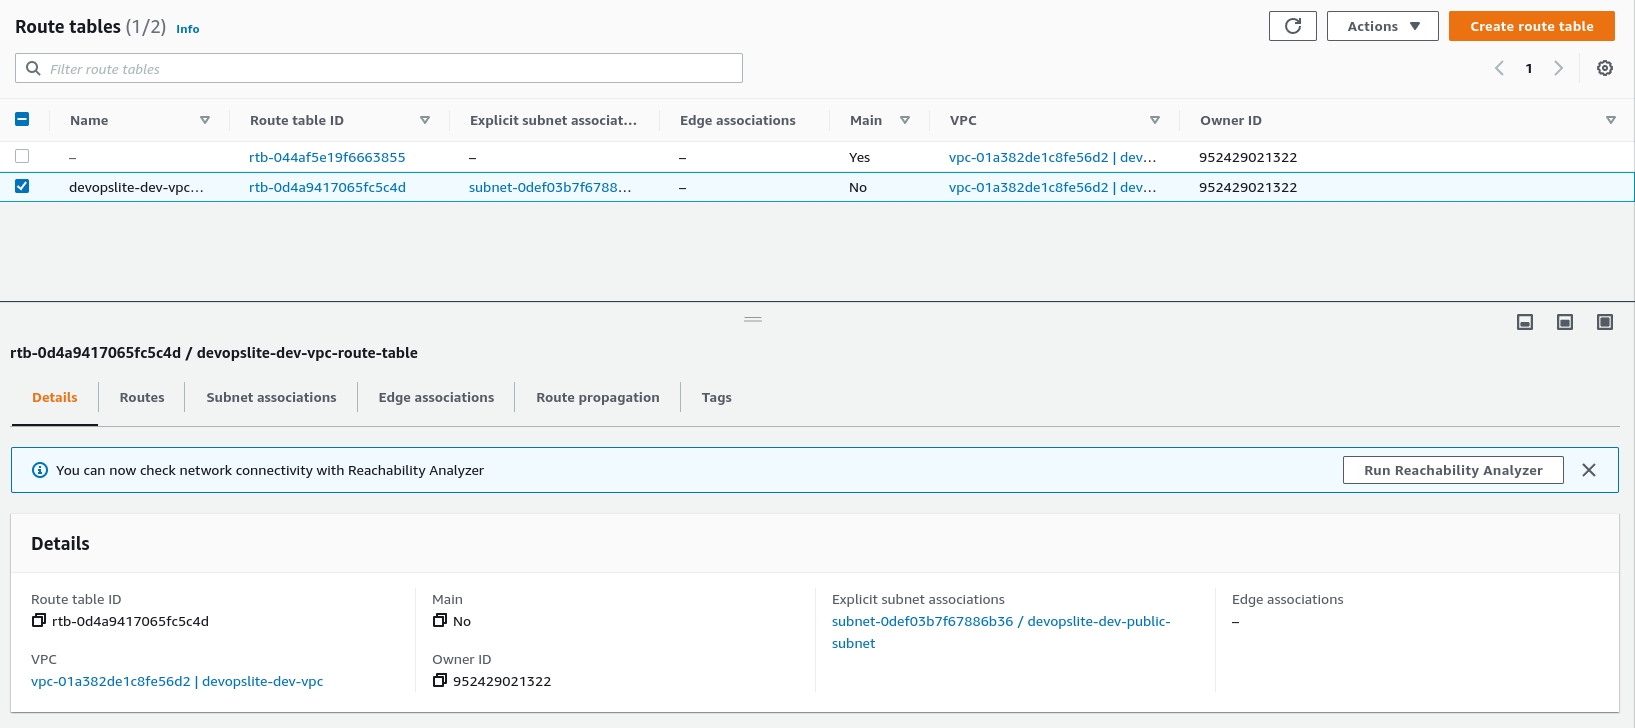 Route tables (1/2) Info
Actions
Create route table
Filter route tables
1
Name Route table ID Explicit subnet associat... Edge associations Main VPC Owner ID
– rtb-044af5e19f6663855 – – Yes vpc-01a382de1c8fe56d2 | dev... 952429021322
devopslite-dev-vpc... rtb-0d4a9417065fc5c4d subnet-0def03b7f6788... – No vpc-01a382de1c8fe56d2 | dev... 952429021322
rtb-0d4a9417065fc5c4d / devopslite-dev-vpc-route-table
Details Routes Subnet associations Edge associations Route propagation Tags
You can now check network connectivity with Reachability Analyzer
Run Reachability Analyzer
Details
Route table ID
rtb-0d4a9417065fc5c4d
VPC
vpc-01a382de1c8fe56d2 | devopslite-dev-vpc
Main
No
Owner ID
952429021322
Explicit subnet associations
subnet-0def03b7f67886b36 / devopslite-dev-public-
subnet
Edge associations
–